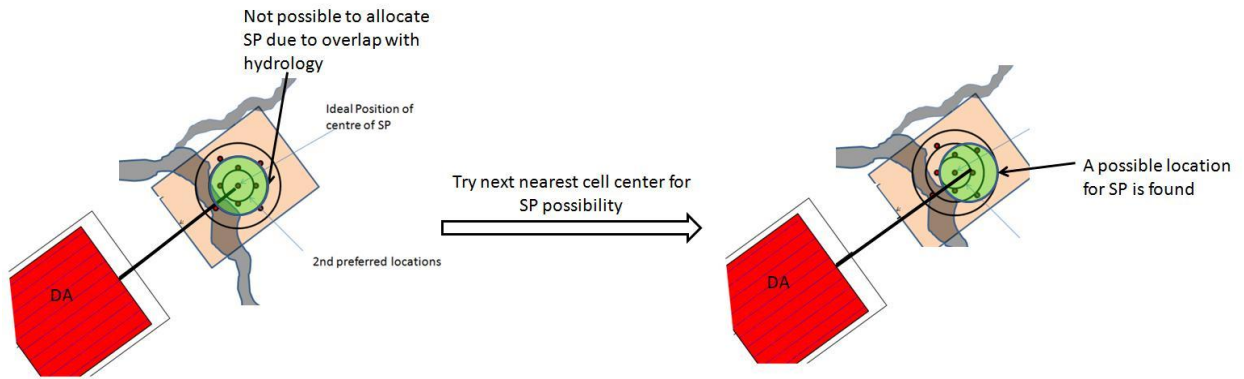 Not possible to allocate
SP due to overlap with
hydrology
Ideal Position of
centre of SP
2nd preferred locations
DA
Try next nearest cell center for
SP possibility
A possible location
for SP is found
DA